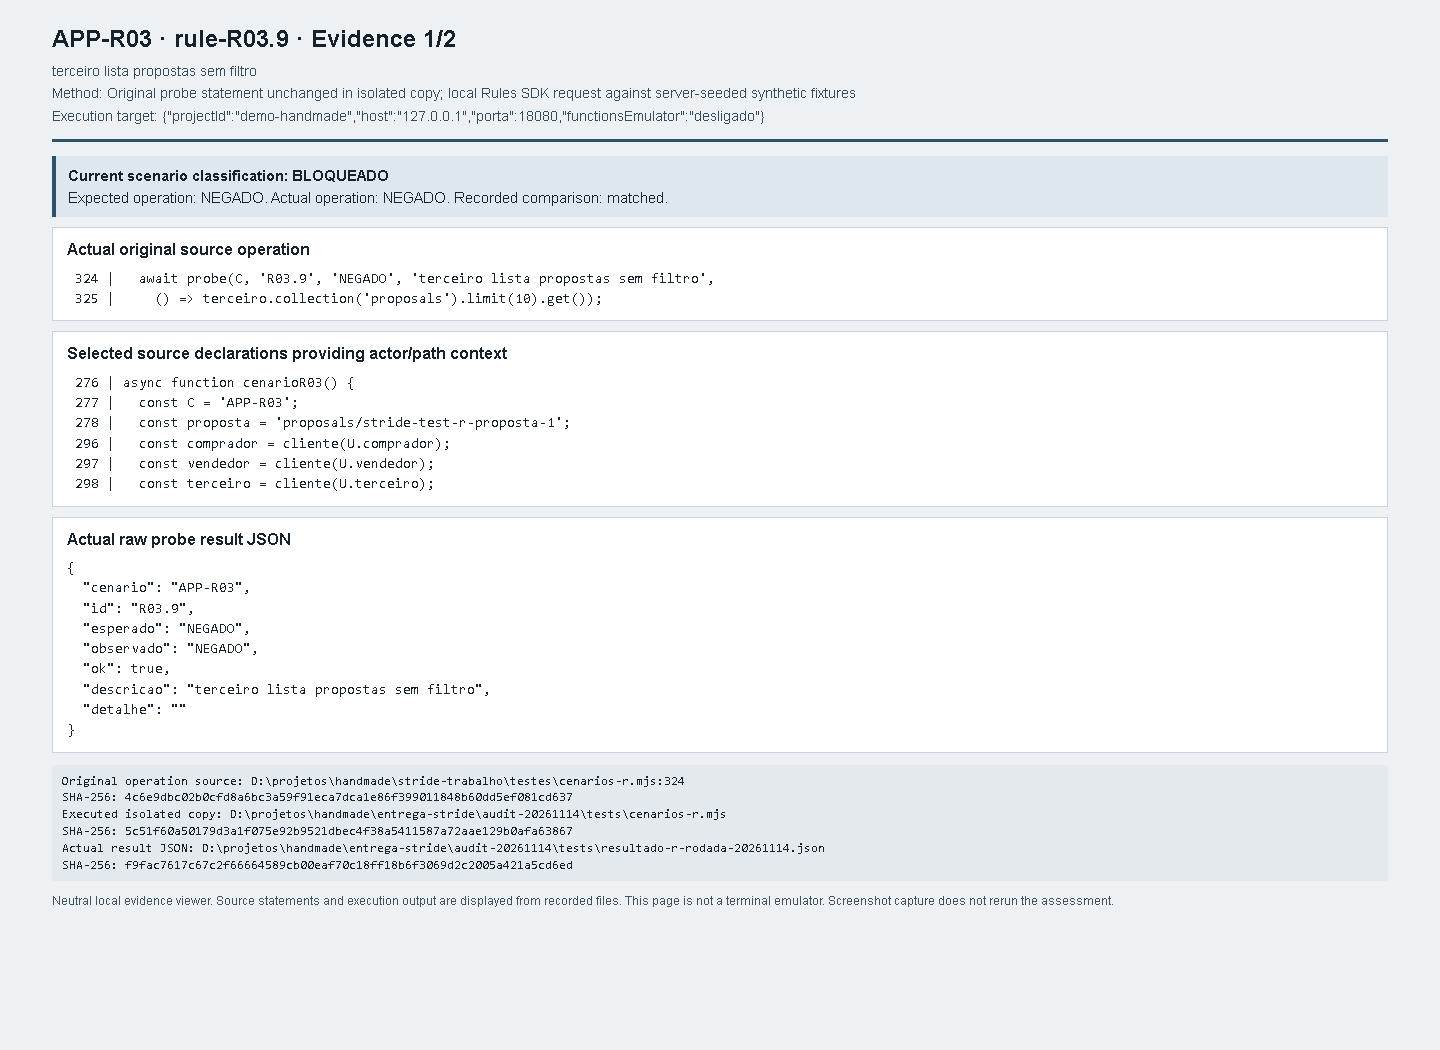 APP-R03 · rule-R03.9 · Evidence 1/2
terceiro lista propostas sem filtro
Method: Original probe statement unchanged in isolated copy; local Rules SDK request against server-seeded synthetic fixtures
Execution target: {"projectId":"demo-handmade","host":"127.0.0.1","porta":18080,"functionsEmulator":"desligado"}
Current scenario classification: BLOQUEADO
Expected operation: NEGADO. Actual operation: NEGADO. Recorded comparison: matched.
Actual original source operation
324 |   await probe(C, 'R03.9', 'NEGADO', 'terceiro lista propostas sem filtro',
325 |     () => terceiro.collection('proposals').limit(10).get());
Selected source declarations providing actor/path context
276 | async function cenarioR03() {
277 |   const C = 'APP-R03';
278 |   const proposta = 'proposals/stride-test-r-proposta-1';
296 |   const comprador = cliente(U.comprador);
297 |   const vendedor = cliente(U.vendedor);
298 |   const terceiro = cliente(U.terceiro);
Actual raw probe result JSON
{
  "cenario": "APP-R03",
  "id": "R03.9",
  "esperado": "NEGADO",
  "observado": "NEGADO",
  "ok": true,
  "descricao": "terceiro lista propostas sem filtro",
  "detalhe": ""
}
Original operation source: D:\projetos\handmade\stride-trabalho\testes\cenarios-r.mjs:324
SHA-256: 4c6e9dbc02b0cfd8a6bc3a59f91eca7dca1e86f399011848b60dd5ef081cd637
Executed isolated copy: D:\projetos\handmade\entrega-stride\audit-20261114\tests\cenarios-r.mjs
SHA-256: 5c51f60a50179d3a1f075e92b9521dbec4f38a5411587a72aae129b0afa63867
Actual result JSON: D:\projetos\handmade\entrega-stride\audit-20261114\tests\resultado-r-rodada-20261114.json
SHA-256: f9fac7617c67c2f66664589cb00eaf70c18ff18b6f3069d2c2005a421a5cd6ed
Neutral local evidence viewer. Source statements and execution output are displayed from recorded files. This page is not a terminal emulator. Screenshot capture does not rerun the assessment.